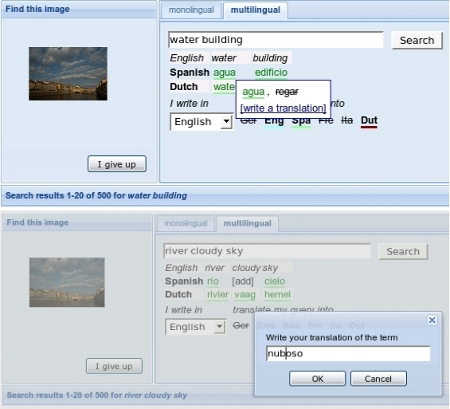 Find this image
monolingual multilingual
water building Search
English water building
Spanish agua edificio
Dutch wate
agua , rogar
[write a translation]
I write in nto
English Ger Eng Spa Fre Ita Dut
I give up
Search results 1-20 of 500 for water building
Find this image
monolingual multilingual
river cloudy sky Search
English river cloudy sky
Spanish río [add] cielo
Dutch rivier vaag hemel
I write in translate my query into
English Ger Eng Spa Fre Ita Dut
I give up
Write your translation of the term
nuboso
OK Cancel
Search results 1-20 of 500 for river cloudy sky